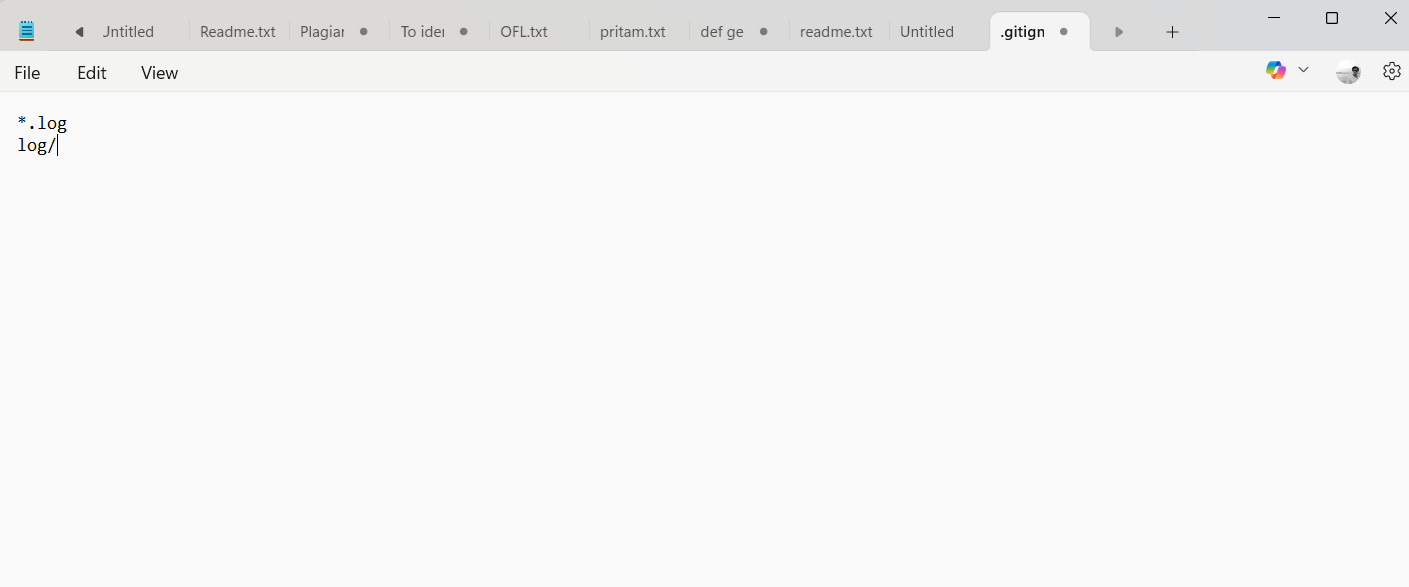 Jntitled Readme.txt Plagiar To ider OFL.txt pritam.txt def ge readme.txt Untitled .gitign
File Edit View
*.log
log/